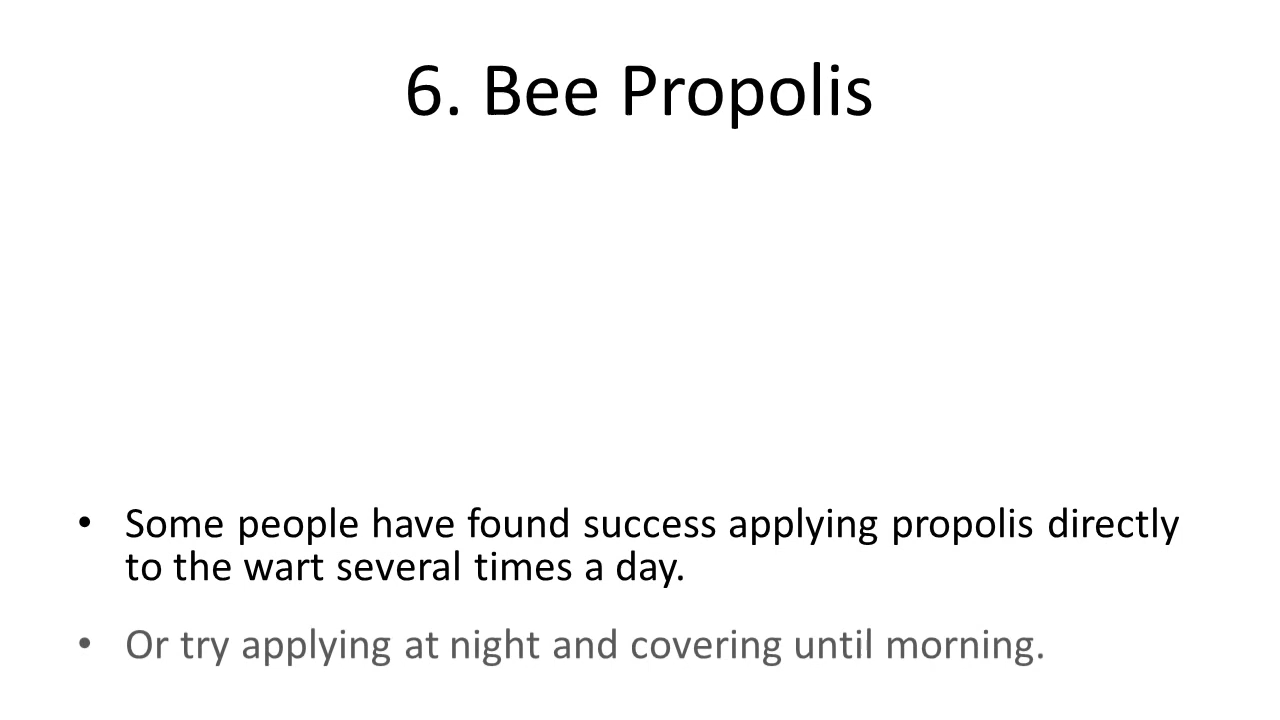 6. Bee Propolis
• Some people have found success applying propolis directly
to the wart several times a day.
• Or try applying at night and covering until morning.